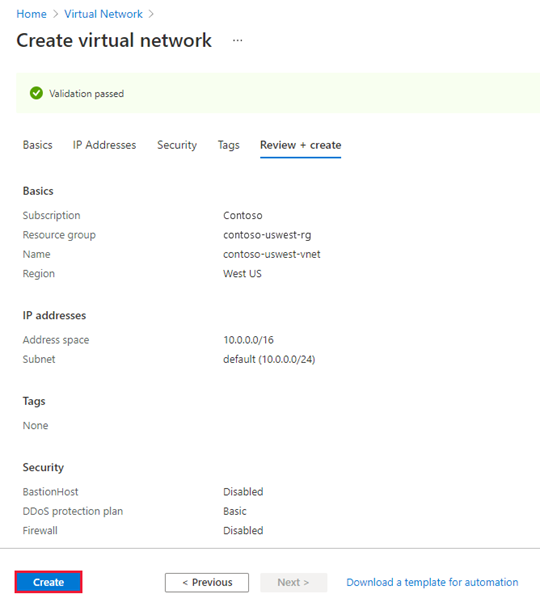 Home > Virtual Network >
Create virtual network ...
Validation passed
Basics IP Addresses Security Tags Review + create
Basics
Subscription Contoso
Resource group contoso-uswest-rg
Name contoso-uswest-vnet
Region West US
IP addresses
Address space 10.0.0.0/16
Subnet default (10.0.0.0/24)
Tags
None
Security
BastionHost Disabled
DDoS protection plan Basic
Firewall Disabled
Create < Previous Next > Download a template for automation